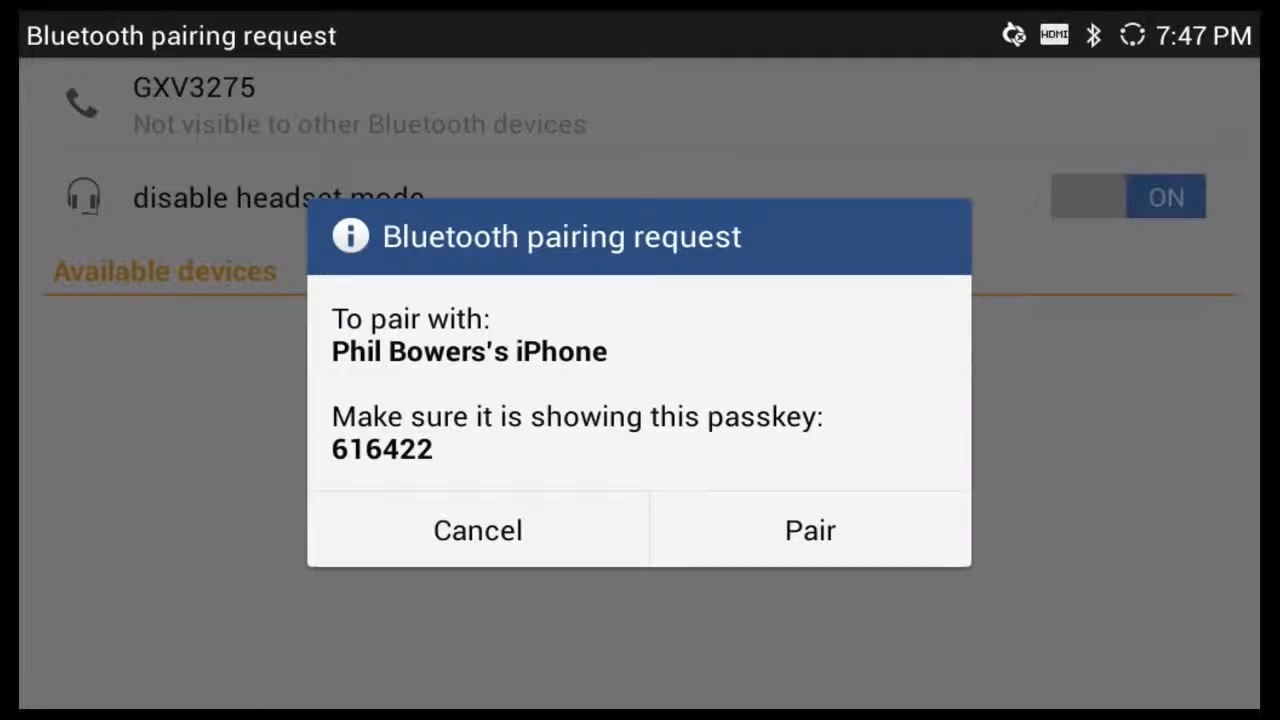 Bluetooth pairing request
HDMI
7:47 PM
GXV3275
Not visible to other Bluetooth devices
disable headset mode
ON
Available devices
Bluetooth pairing request
To pair with:
Phil Bowers's iPhone
Make sure it is showing this passkey:
616422
Cancel
Pair